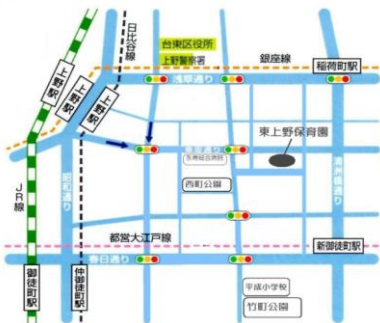 日比谷線
台東区役所
上野警察署
銀座線
稲荷町駅
浅草通り
上野駅
上野駅
上野駅
東上野保育園
西町公園
昭和通り
清洲橋通り
JR線
都営大江戸線
新御徒町駅
春日通り
御徒町駅
仲御徒町駅
平成小学校
竹町公園